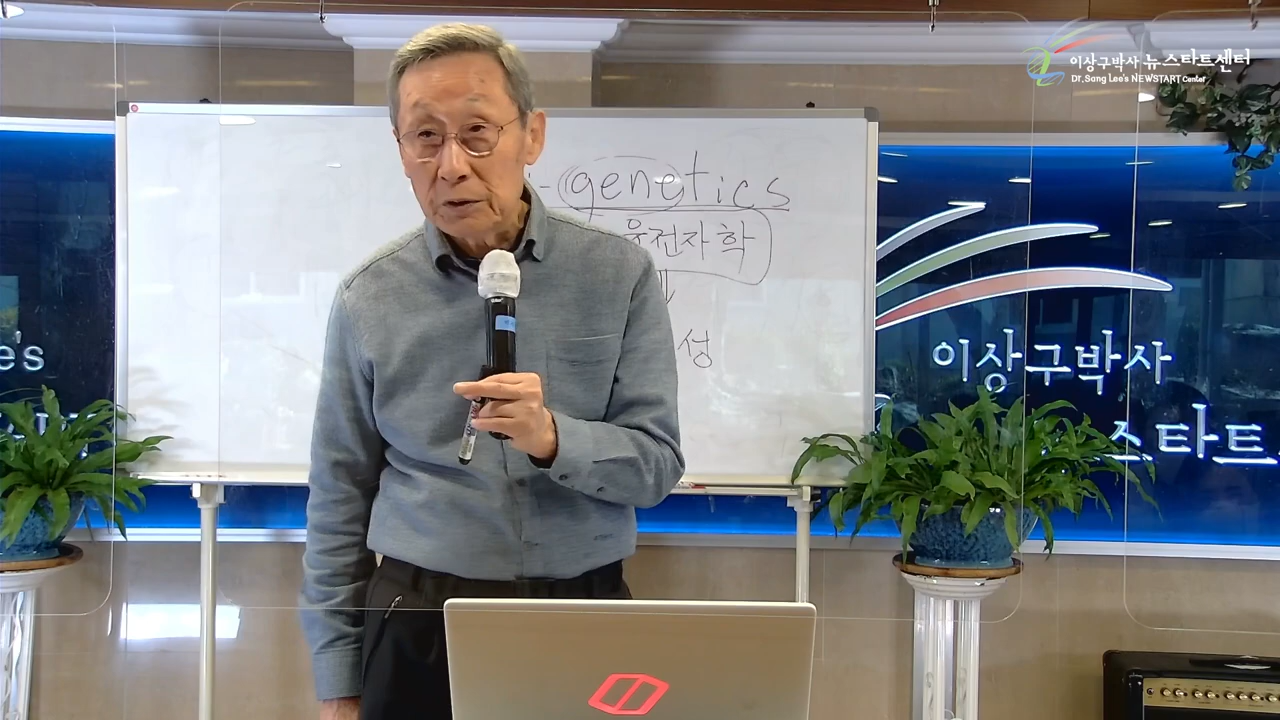 이상구박사 뉴스타트센터
Dr. Sang Lee's NEWSTART Center
genetics
유전자학
성
e's
이상구박사
스타트